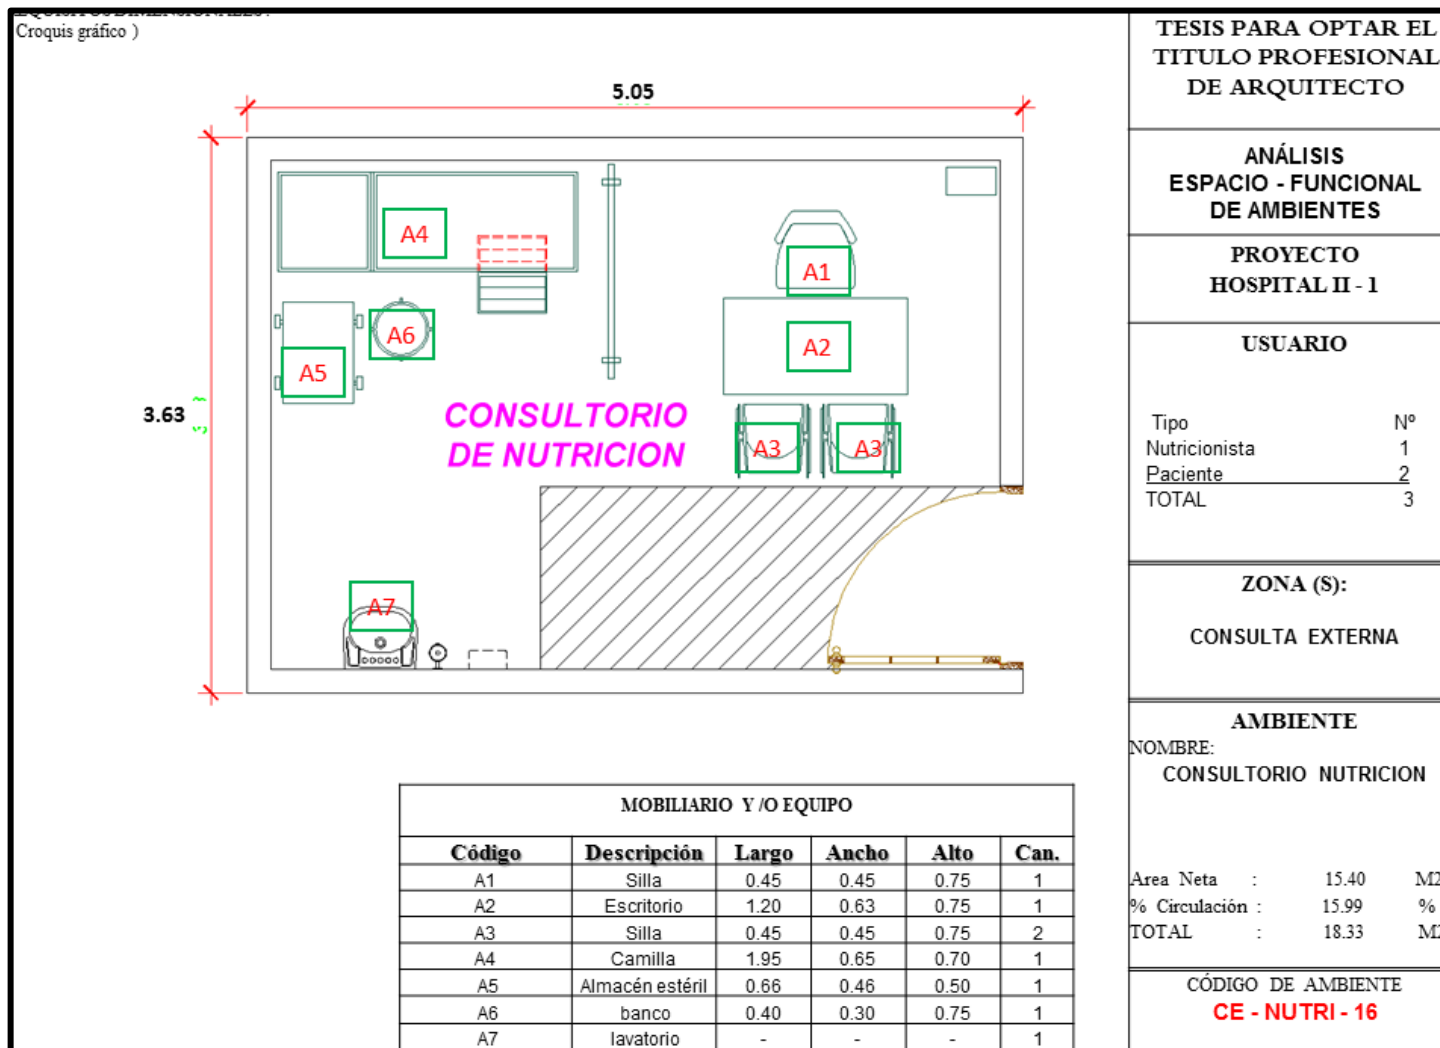 Croquis gráfico )
5.05
3.63
A4
A1
A6
A2
A5
CONSULTORIO
DE NUTRICION
A3
A3
A7
MOBILIARIO Y /O EQUIPO
Código Descripción Largo Ancho Alto Can.
A1 Silla 0.45 0.45 0.75 1
A2 Escritorio 1.20 0.63 0.75 1
A3 Silla 0.45 0.45 0.75 2
A4 Camilla 1.95 0.65 0.70 1
A5 Almacén estéril 0.66 0.46 0.50 1
A6 banco 0.40 0.30 0.75 1
A7 lavatorio - - - 1
TESIS PARA OPTAR EL
TITULO PROFESIONAL
DE ARQUITECTO
ANÁLISIS
ESPACIO - FUNCIONAL
DE AMBIENTES
PROYECTO
HOSPITAL II - 1
USUARIO
Tipo Nº
Nutricionista 1
Paciente 2
TOTAL 3
ZONA (S):
CONSULTA EXTERNA
AMBIENTE
NOMBRE:
CONSULTORIO NUTRICION
Area Neta : 15.40 M2
% Circulación : 15.99 %
TOTAL : 18.33 M2
CÓDIGO DE AMBIENTE
CE - NUTRI - 16